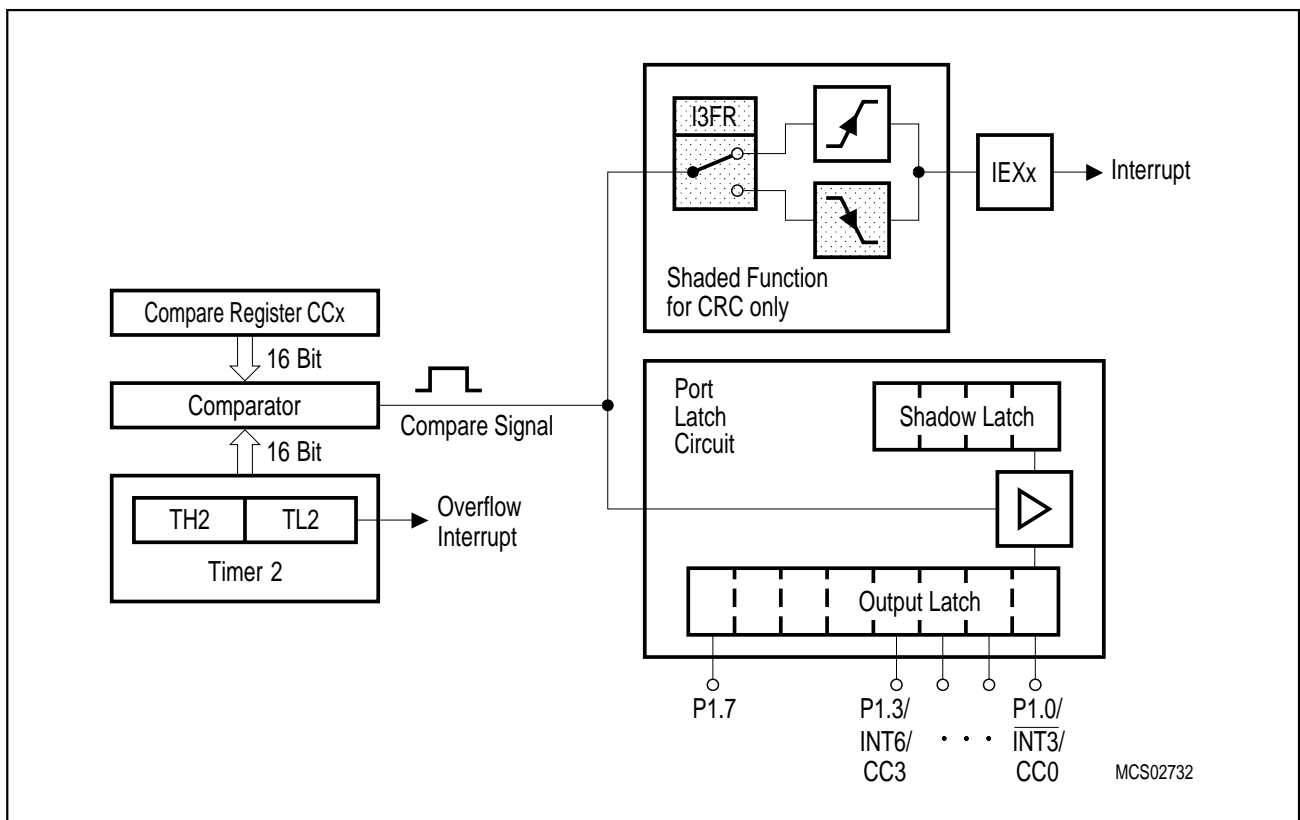 I3FR
IEXx
Interrupt
Shaded Function
for CRC only
Compare Register CCx
16 Bit
Comparator
Compare Signal
16 Bit
TH2
TL2
Overflow
Interrupt
Timer 2
Port
Latch
Circuit
Shadow Latch
Output Latch
P1.7
P1.3/
INT6/
CC3
. . .
P1.0/
INT3/
CC0
MCS02732